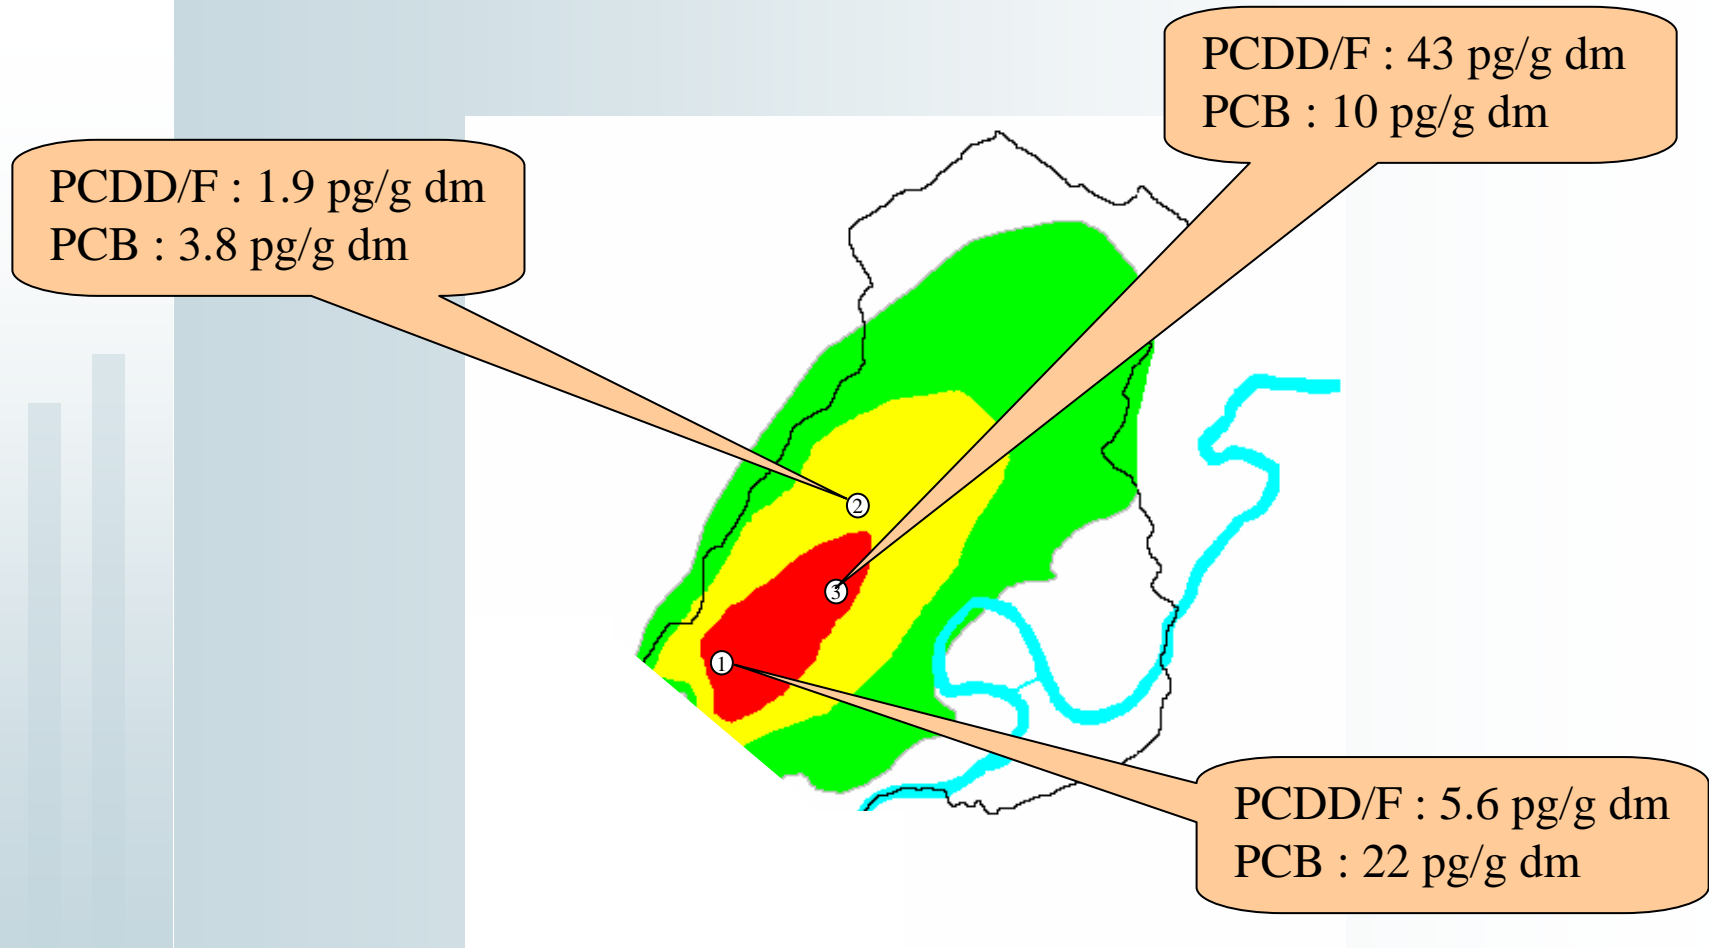 PCDD/F : 43 pg/g dm
PCB : 10 pg/g dm
PCDD/F : 1.9 pg/g dm
PCB : 3.8 pg/g dm
2
3
1
PCDD/F : 5.6 pg/g dm
PCB : 22 pg/g dm